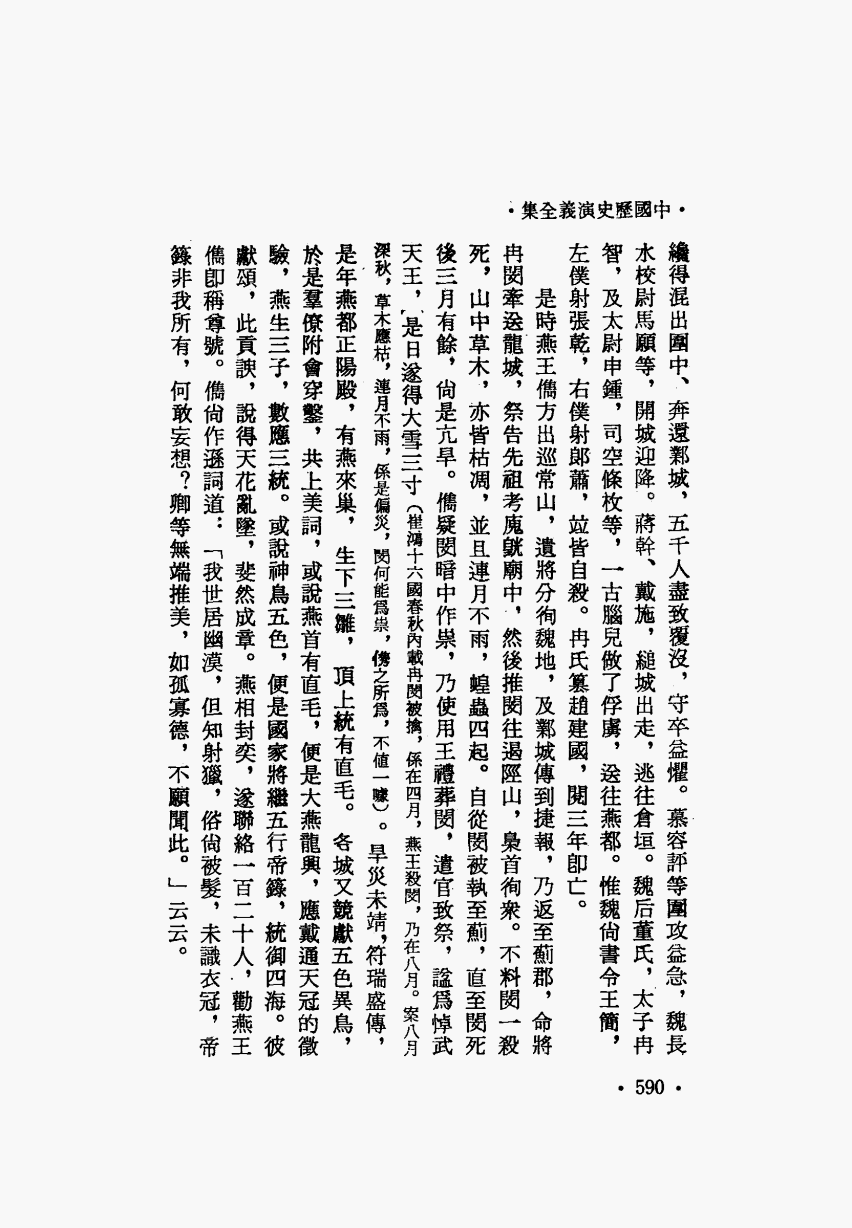 ・中國歷史演義全集・
纔得混出圍中、奔還鄴城，五千人盡致覆沒，守卒益懼。慕容評等圍攻益急，魏長
水校尉馬願等，開城迎降。蔣幹、戴施，縋城出走，逃往倉垣。魏后董氏，太子冉
智，及太尉申鍾，司空條枚等，一古腦兒做了俘虜，送往燕都。惟魏尙書令王簡，
左僕射張乾，右僕射郎蕭，竝皆自殺。冉氏篡趙建國，閱三年卽亡。
是時燕王儁方出巡常山，遣將分徇魏地，及鄴城傳到捷報，乃返至薊郡，命將
冉閔牽送龍城，祭吿先祖考廆皝廟中，然後推閔往遏陘山，梟首徇衆。不料閔一殺
死，山中草木，亦皆枯凋，並且連月不雨，蝗蟲四起。自從閔被執至薊，直至閔死
後三月有餘，尙是亢旱。儁疑閔暗中作祟，乃使用王禮葬閔，遣官致祭，諡爲悼武
天王，是日遂得大雪三寸（崔鴻十六國春秋內載冉閔被擒，係在四月，燕王殺閔，乃在八月。案八月
深秋，草木應枯，連月不雨，係是偏災，閔何能爲祟，儁之所爲，不値一噱）。旱災未靖，符瑞盛傳，
是年燕都正陽殿，有燕來巢，生下三雛，頂上統有直毛。各城又競獻五色異鳥，
於是羣僚附會穿鑿，共上美詞，或說燕首有直毛，便是大燕龍興，應戴通天冠的徵
驗，燕生三子，數應三統。或說神鳥五色，便是國家將繼五行帝籙，統御四海。彼
獻頌，此貢諛，說得天花亂墜，斐然成章。燕相封奕，遂聯絡一百二十人，勸燕王
儁卽稱尊號。儁尙作遜詞道：「我世居幽漠，但知射獵，俗尙被髮，未識衣冠，帝
籙非我所有，何敢妄想？卿等無端推美，如孤寡德，不願聞此。」云云。
・590・